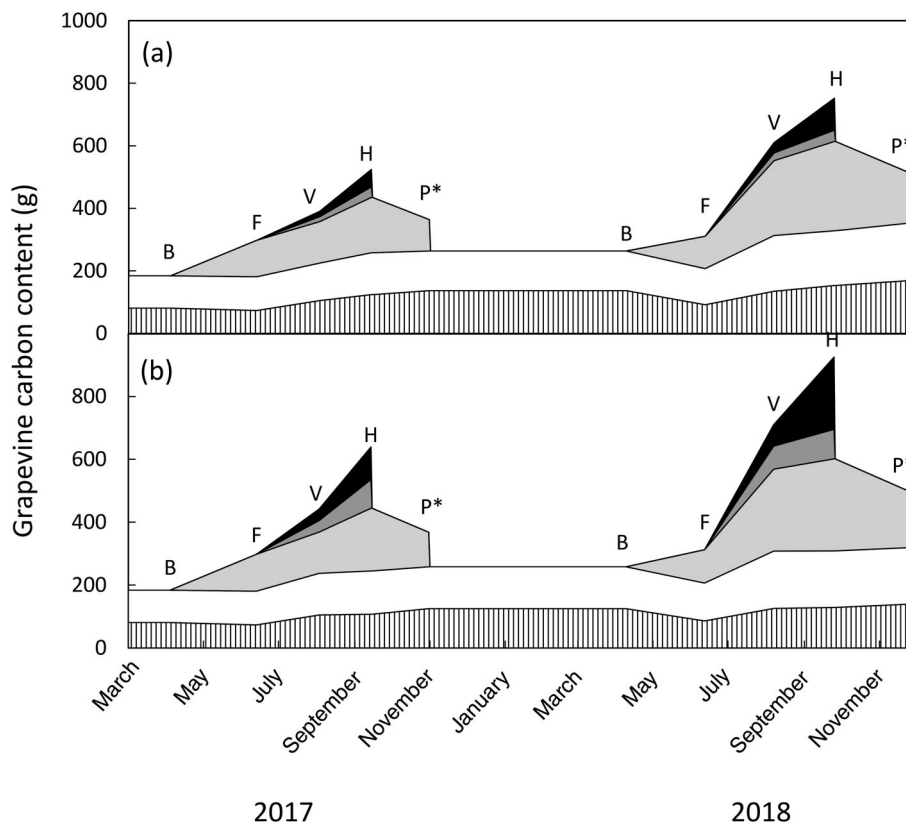 Grapevine carbon content (g)
1000
800
600
400
200
0
(a)
B
F
V
H
P*
B
F
V
H
P*
800
600
400
200
0
(b)
B
F
V
H
P*
B
F
V
H
P*
March
May
July
September
November
January
March
May
July
September
November
2017
2018